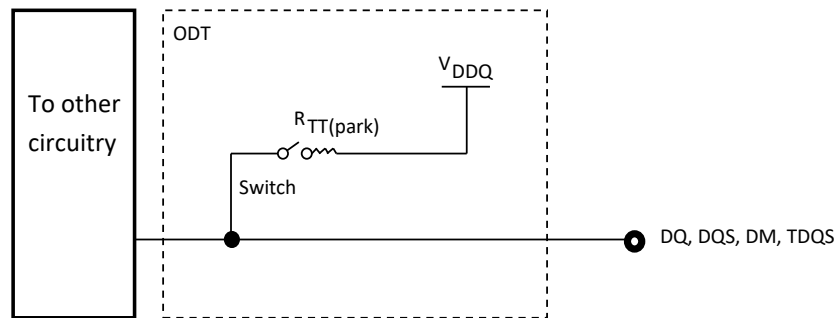 To other
circuitry
ODT
VDDQ
RTT(park)
Switch
DQ, DQS, DM, TDQS